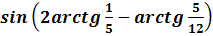 sin(2arctg 1/5 − arctg 5/12)